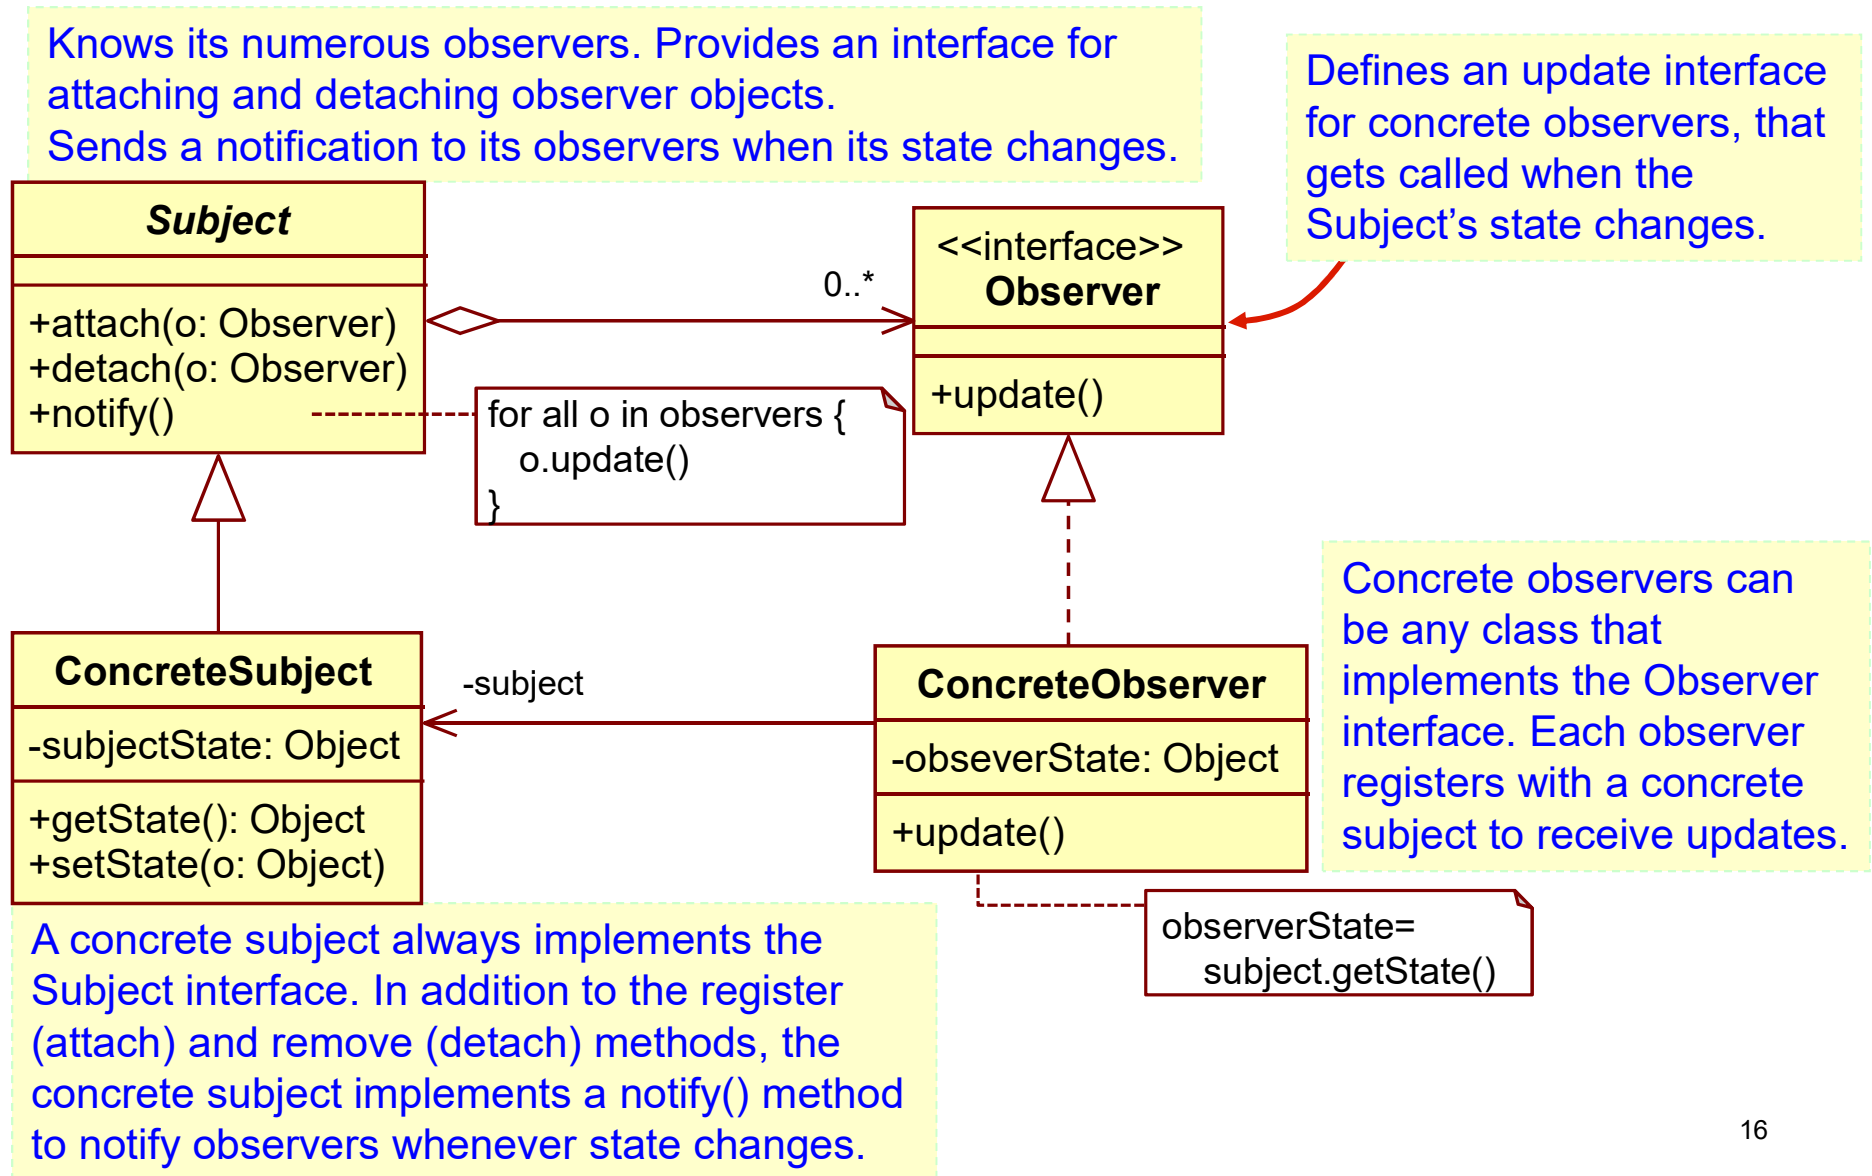 Knows its numerous observers. Provides an interface for
attaching and detaching observer objects.
Sends a notification to its observers when its state changes.
Defines an update interface
for concrete observers, that
gets called when the
Subject’s state changes.
Subject
+attach(o: Observer)
+detach(o: Observer)
+notify()
0..*
<<interface>>
Observer
+update()
for all o in observers {
o.update()
}
ConcreteSubject
-subjectState: Object
+getState(): Object
+setState(o: Object)
-subject
ConcreteObserver
-obseverState: Object
+update()
Concrete observers can
be any class that
implements the Observer
interface. Each observer
registers with a concrete
subject to receive updates.
observerState=
subject.getState()
A concrete subject always implements the
Subject interface. In addition to the register
(attach) and remove (detach) methods, the
concrete subject implements a notify() method
to notify observers whenever state changes.
16